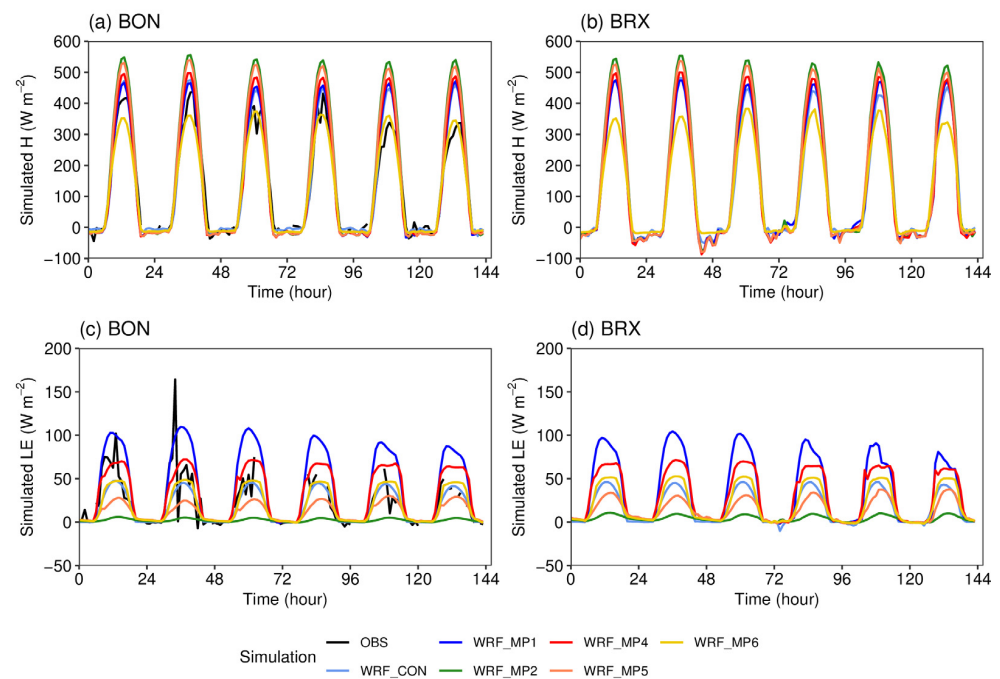 (a) BON
(b) BRX
Simulated H (W m−2)
600
500
400
300
200
100
0
−100
0 24 48 72 96 120 144
Time (hour)
Simulated H (W m−2)
600
500
400
300
200
100
0
−100
0 24 48 72 96 120 144
Time (hour)
(c) BON
(d) BRX
Simulated LE (W m−2)
200
150
100
50
0
−50
0 24 48 72 96 120 144
Time (hour)
Simulated LE (W m−2)
200
150
100
50
0
−50
0 24 48 72 96 120 144
Time (hour)
Simulation
OBS WRF_MP1 WRF_MP4 WRF_MP6
WRF_CON WRF_MP2 WRF_MP5